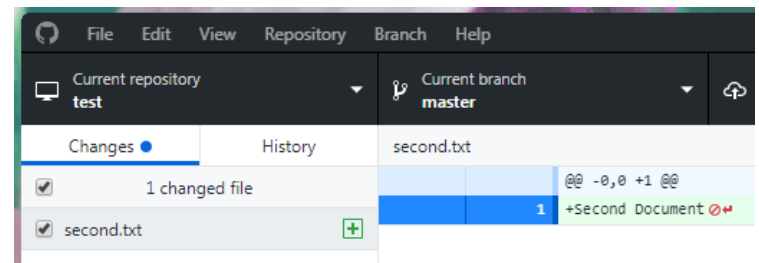 File Edit View Repository Branch Help
Current repository
test
Current branch
master
Changes History
second.txt
1 changed file
@@ -0,0 +1 @@
second.txt
1 +Second Document